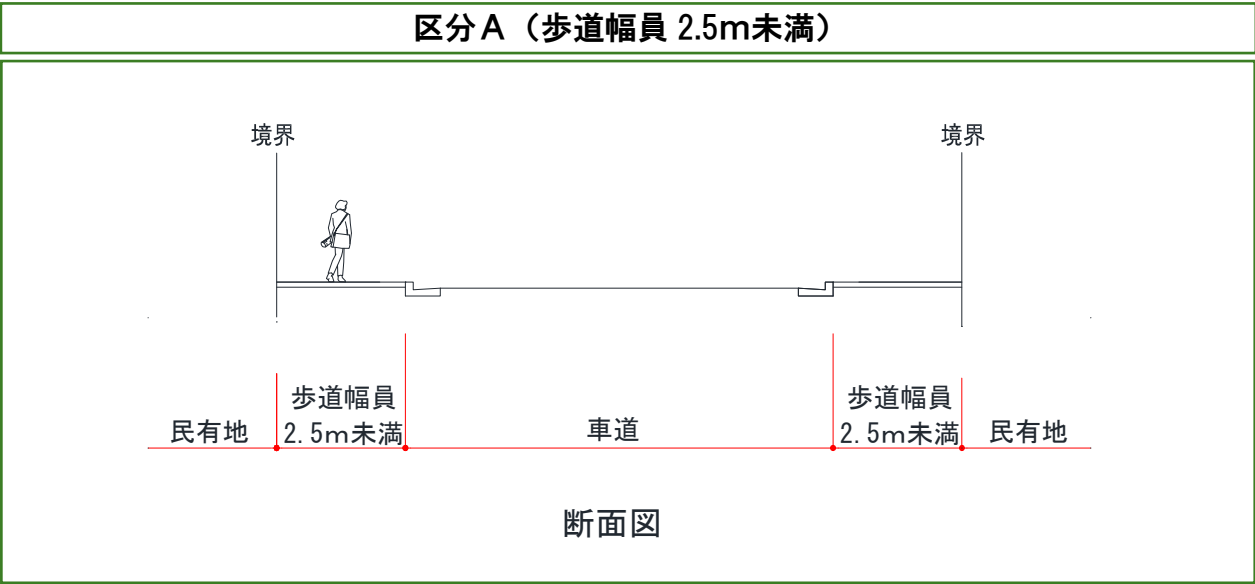 区分A（歩道幅員 2.5m未満）
境界
境界
民有地
歩道幅員
2.5m未満
車道
歩道幅員
2.5m未満
民有地
断面図